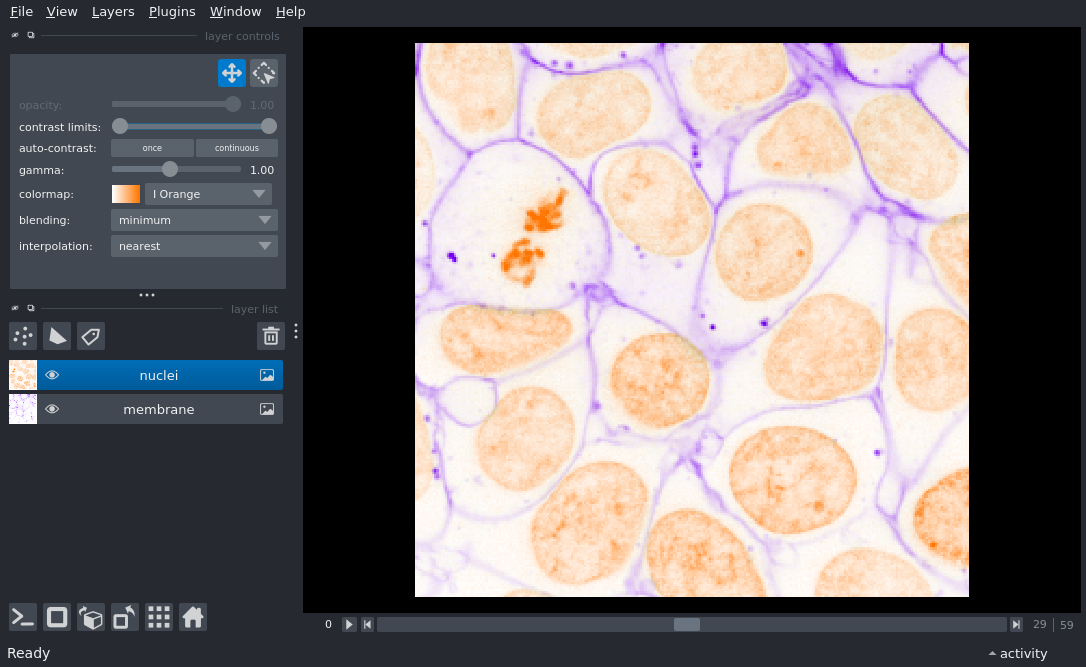 File View Layers Plugins Window Help
layer controls
opacity: 1.00
contrast limits:
auto-contrast: once continuous
gamma: 1.00
colormap: I Orange
blending: minimum
interpolation: nearest
layer list
nuclei
membrane
0 29 59
Ready activity